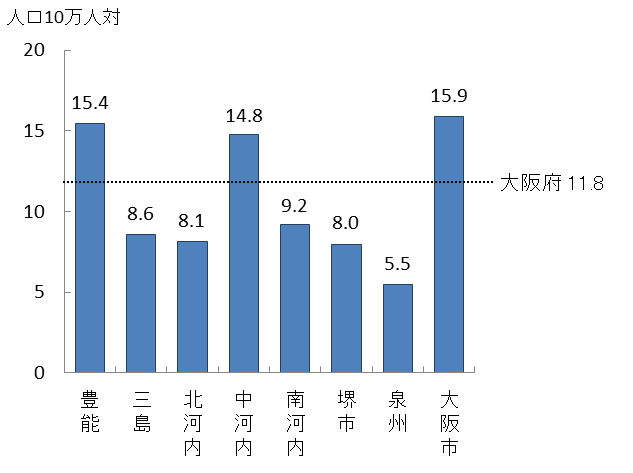 人口10万人対
20
15
10
5
0
15.4
8.6
8.1
14.8
9.2
8.0
5.5
15.9
大阪府 11.8
豊能
三島
北河内
中河内
南河内
堺市
泉州
大阪市